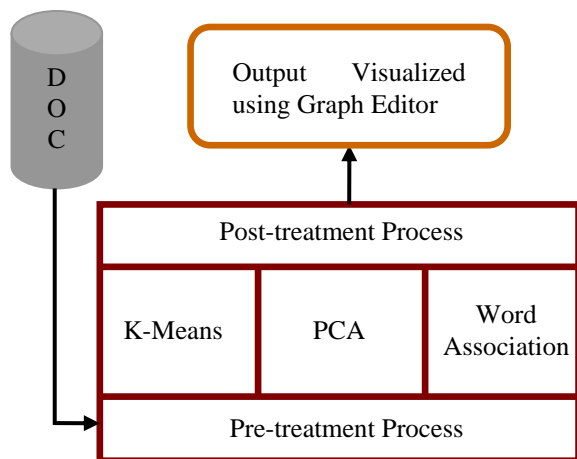 D
O
C
Output Visualized
using Graph Editor
Post-treatment Process
K-Means
PCA
Word
Association
Pre-treatment Process